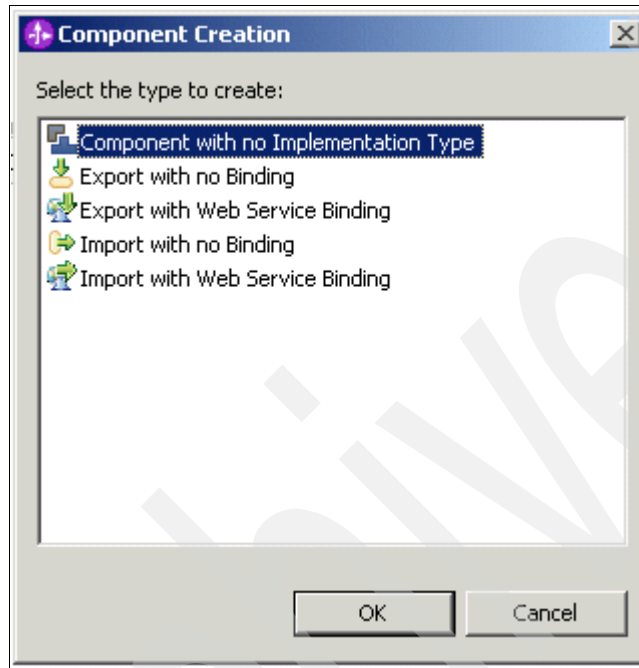 Component Creation
Select the type to create:
Component with no Implementation Type
Export with no Binding
Export with Web Service Binding
Import with no Binding
Import with Web Service Binding
OK
Cancel